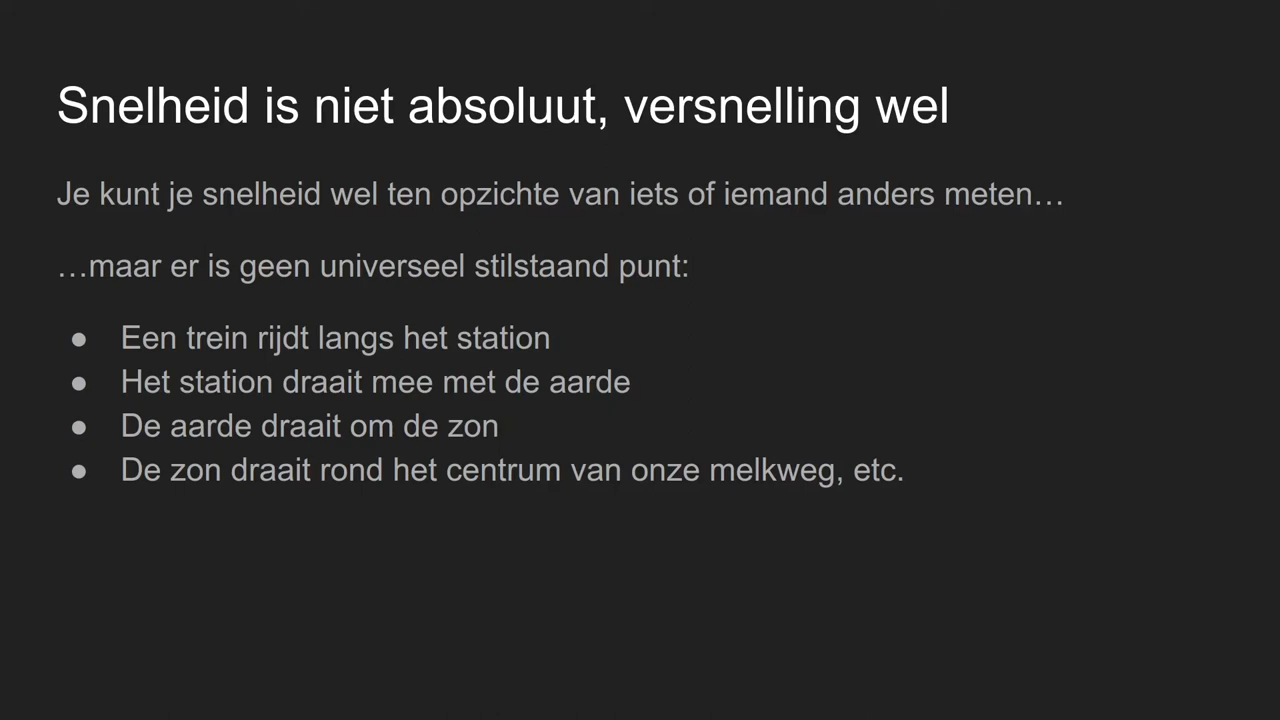 Snelheid is niet absoluut, versnelling wel
Je kunt je snelheid wel ten opzichte van iets of iemand anders meten…
…maar er is geen universeel stilstaand punt:
● Een trein rijdt langs het station
● Het station draait mee met de aarde
● De aarde draait om de zon
● De zon draait rond het centrum van onze melkweg, etc.